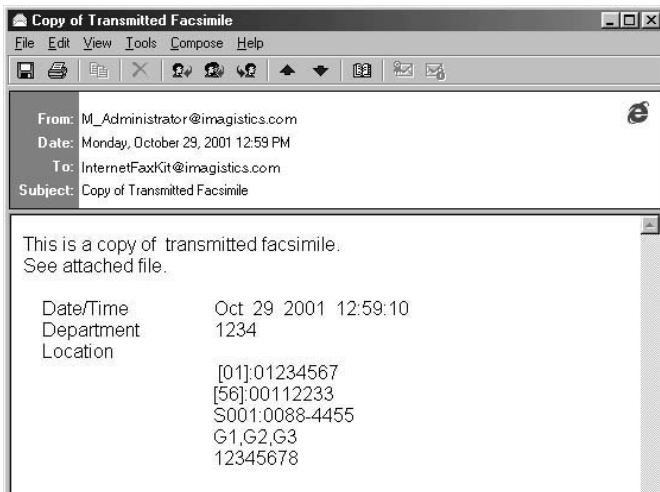 Copy of Transmitted Facsimile
File Edit View Tools Compose Help
From: M_Administrator@imagistics.com
Date: Monday, October 29, 2001 12:59 PM
To: InternetFaxKit@imagistics.com
Subject: Copy of Transmitted Facsimile
This is a copy of transmitted facsimile.
See attached file.
Date/Time Oct 29 2001 12:59:10
Department 1234
Location
[01]:01234567
[56]:00112233
S001:0088-4455
G1,G2,G3
12345678